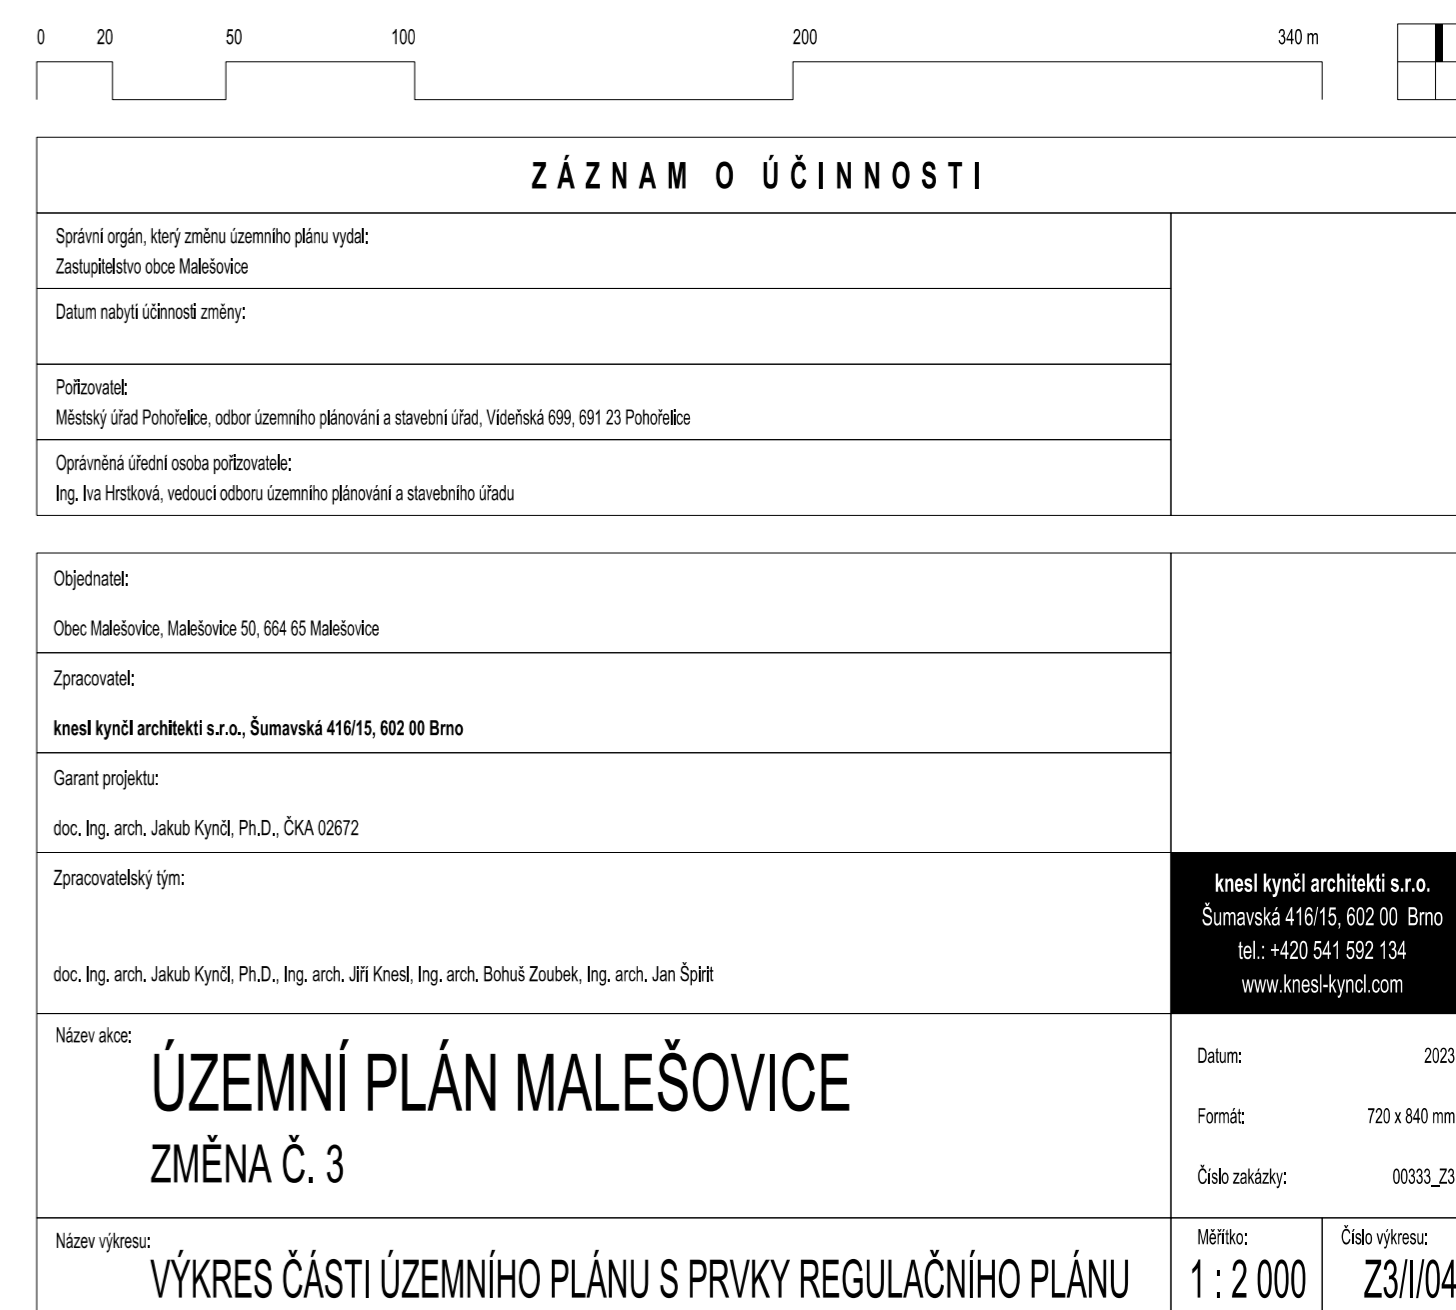 0 20 50 100 200 340 m
ZÁZNAM O ÚČINNOSTI
Správní orgán, který změnu územního plánu vydal:
Zastupitelstvo obce Malešovice
Datum nabytí účinnosti změny:
Pořizovatel:
Městský úřad Pohořelice, odbor územního plánování a stavební úřad, Vídeňská 699, 691 23 Pohořelice
Oprávněná úřední osoba pořizovatele:
Ing. Iva Hrstková, vedoucí odboru územního plánování a stavebního úřadu
Objednatel:
Obec Malešovice, Malešovice 50, 664 65 Malešovice
Zpracovatel:
knesl kynčl architekti s.r.o., Šumavská 416/15, 602 00 Brno
Garant projektu:
doc. Ing. arch. Jakub Kynčl, Ph.D., ČKA 02672
Zpracovatelský tým:
doc. Ing. arch. Jakub Kynčl, Ph.D., Ing. arch. Jiří Knesl, Ing. arch. Bohuš Zoubek, Ing. arch. Jan Špirit
knesl kynčl architekti s.r.o.
Šumavská 416/15, 602 00 Brno
tel.: +420 541 592 134
www.knesl-kyncl.com
Název akce:
ÚZEMNÍ PLÁN MALEŠOVICE
ZMĚNA Č. 3
Datum: 2023
Formát: 720 x 840 mm
Číslo zakázky: 00333_Z3
Název výkresu:
VÝKRES ČÁSTI ÚZEMNÍHO PLÁNU S PRVKY REGULAČNÍHO PLÁNU
Měřítko:
1 : 2 000
Číslo výkresu:
Z3/I/04